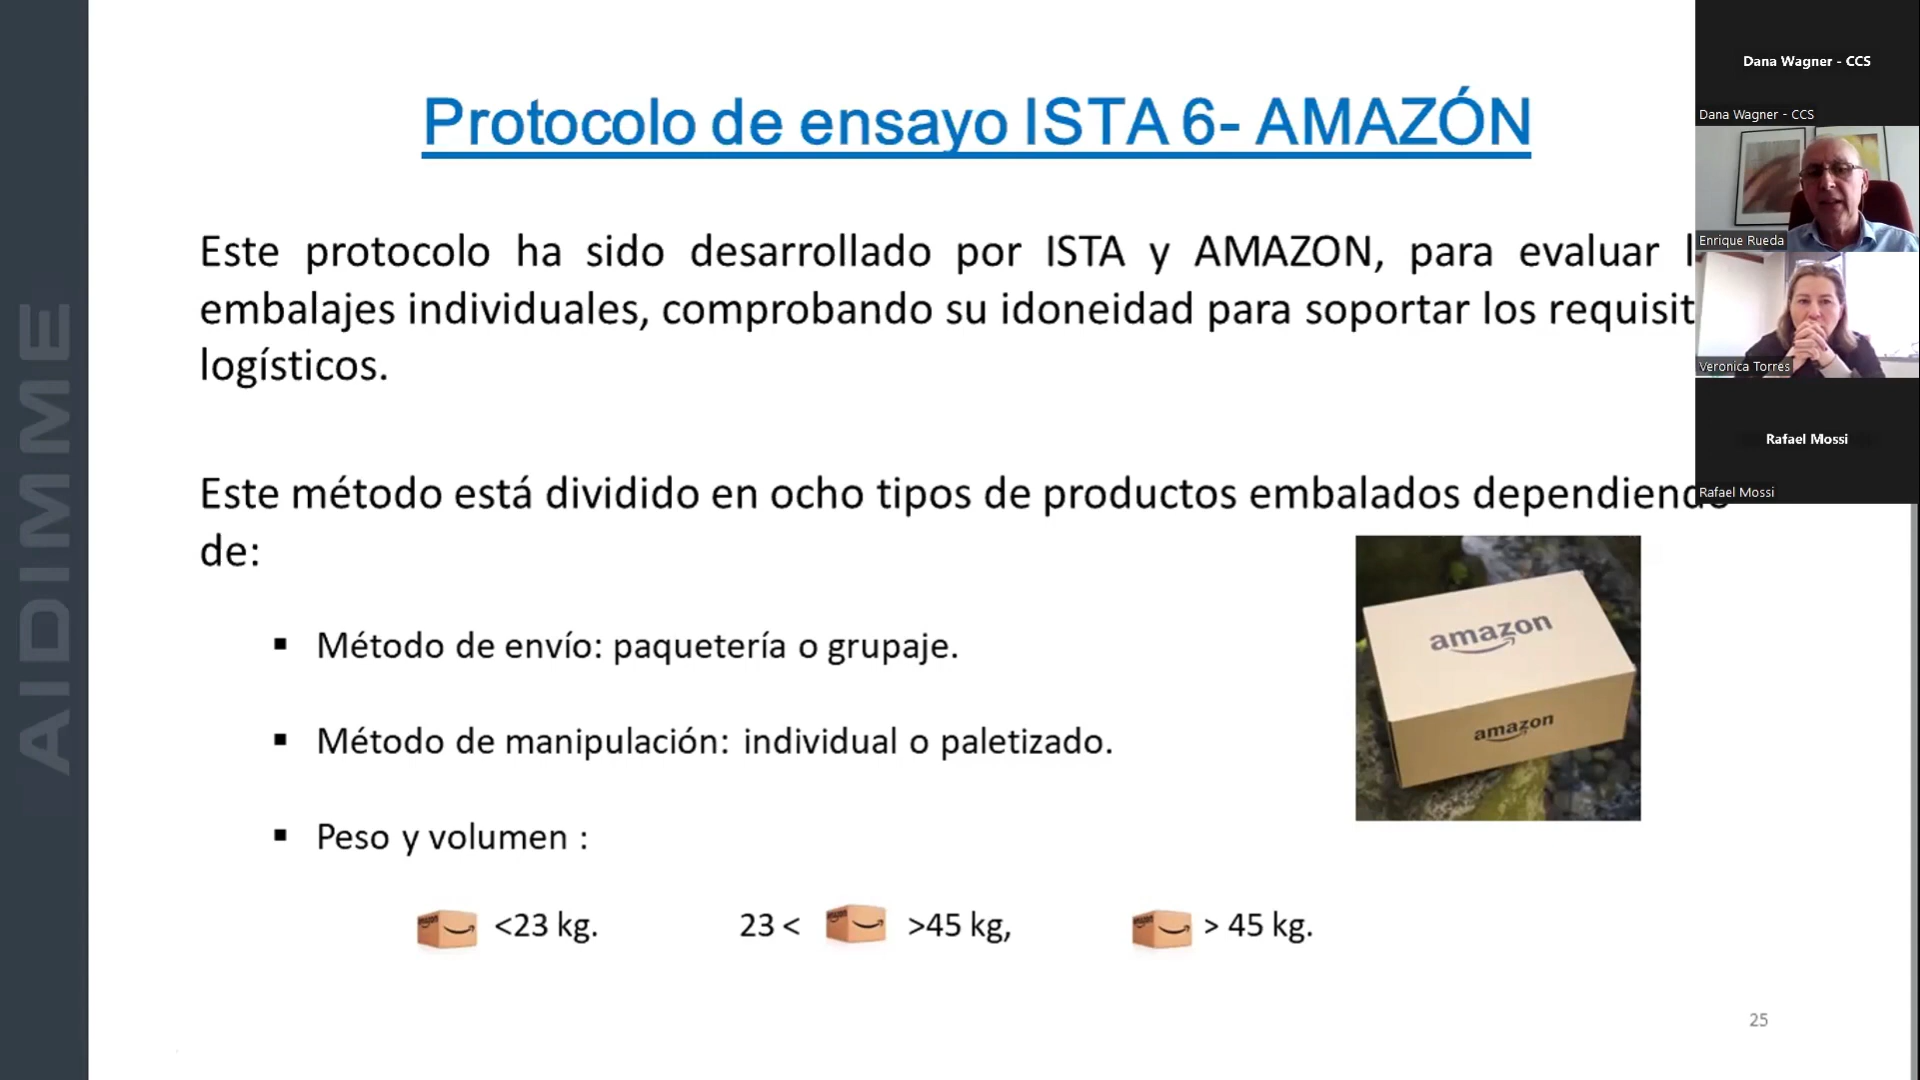 AIDIMME
Protocolo de ensayo ISTA 6- AMAZÓN
Este protocolo ha sido desarrollado por ISTA y AMAZON, para evaluar l
embalajes individuales, comprobando su idoneidad para soportar los requisit
logísticos.
Este método está dividido en ocho tipos de productos embalados dependiendo
de:
▪ Método de envío: paquetería o grupaje.
▪ Método de manipulación: individual o paletizado.
▪ Peso y volumen :
<23 kg.
23 < >45 kg,
> 45 kg.
amazon
amazon
25
Dana Wagner - CCS
Dana Wagner - CCS
Enrique Rueda
Veronica Torres
Rafael Mossi
Rafael Mossi